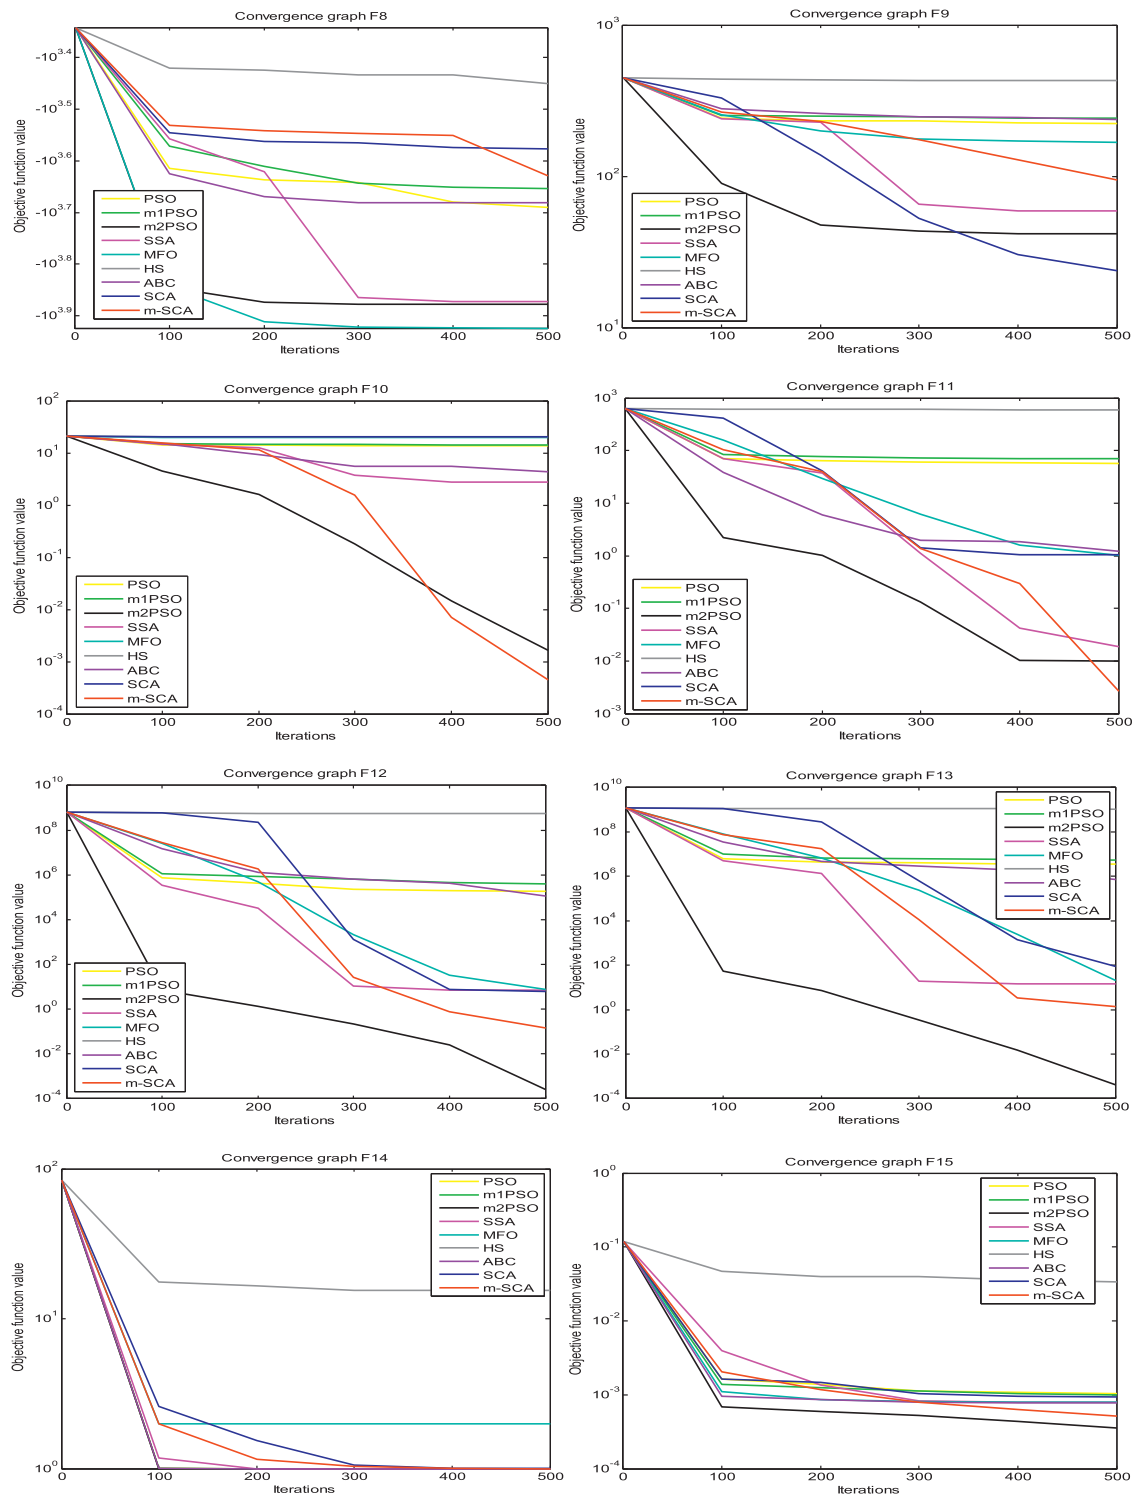 Convergence graph F8
Objective function value
-10^3.4
-10^3.5
-10^3.6
-10^3.7
-10^3.8
-10^3.9
PSO
m1PSO
m2PSO
SSA
MFO
HS
ABC
SCA
m-SCA
0 100 200 300 400 500
Iterations
Convergence graph F9
Objective function value
10^3
10^2
10^1
PSO
m1PSO
m2PSO
SSA
MFO
HS
ABC
SCA
m-SCA
0 100 200 300 400 500
Iterations
Convergence graph F10
Objective function value
10^2
10^1
10^0
10^-1
10^-2
10^-3
10^-4
PSO
m1PSO
m2PSO
SSA
MFO
HS
ABC
SCA
m-SCA
0 100 200 300 400 500
Iterations
Convergence graph F11
Objective function value
10^3
10^2
10^1
10^0
10^-1
10^-2
10^-3
PSO
m1PSO
m2PSO
SSA
MFO
HS
ABC
SCA
m-SCA
0 100 200 300 400 500
Iterations
Convergence graph F12
Objective function value
10^10
10^8
10^6
10^4
10^2
10^0
10^-2
10^-4
PSO
m1PSO
m2PSO
SSA
MFO
HS
ABC
SCA
m-SCA
0 100 200 300 400 500
Iterations
Convergence graph F13
Objective function value
10^10
10^8
10^6
10^4
10^2
10^0
10^-2
10^-4
PSO
m1PSO
m2PSO
SSA
MFO
HS
ABC
SCA
m-SCA
0 100 200 300 400 500
Iterations
Convergence graph F14
Objective function value
10^2
10^1
10^0
PSO
m1PSO
m2PSO
SSA
MFO
HS
ABC
SCA
m-SCA
0 100 200 300 400 500
Iterations
Convergence graph F15
Objective function value
10^0
10^-1
10^-2
10^-3
10^-4
PSO
m1PSO
m2PSO
SSA
MFO
HS
ABC
SCA
m-SCA
0 100 200 300 400 500
Iterations